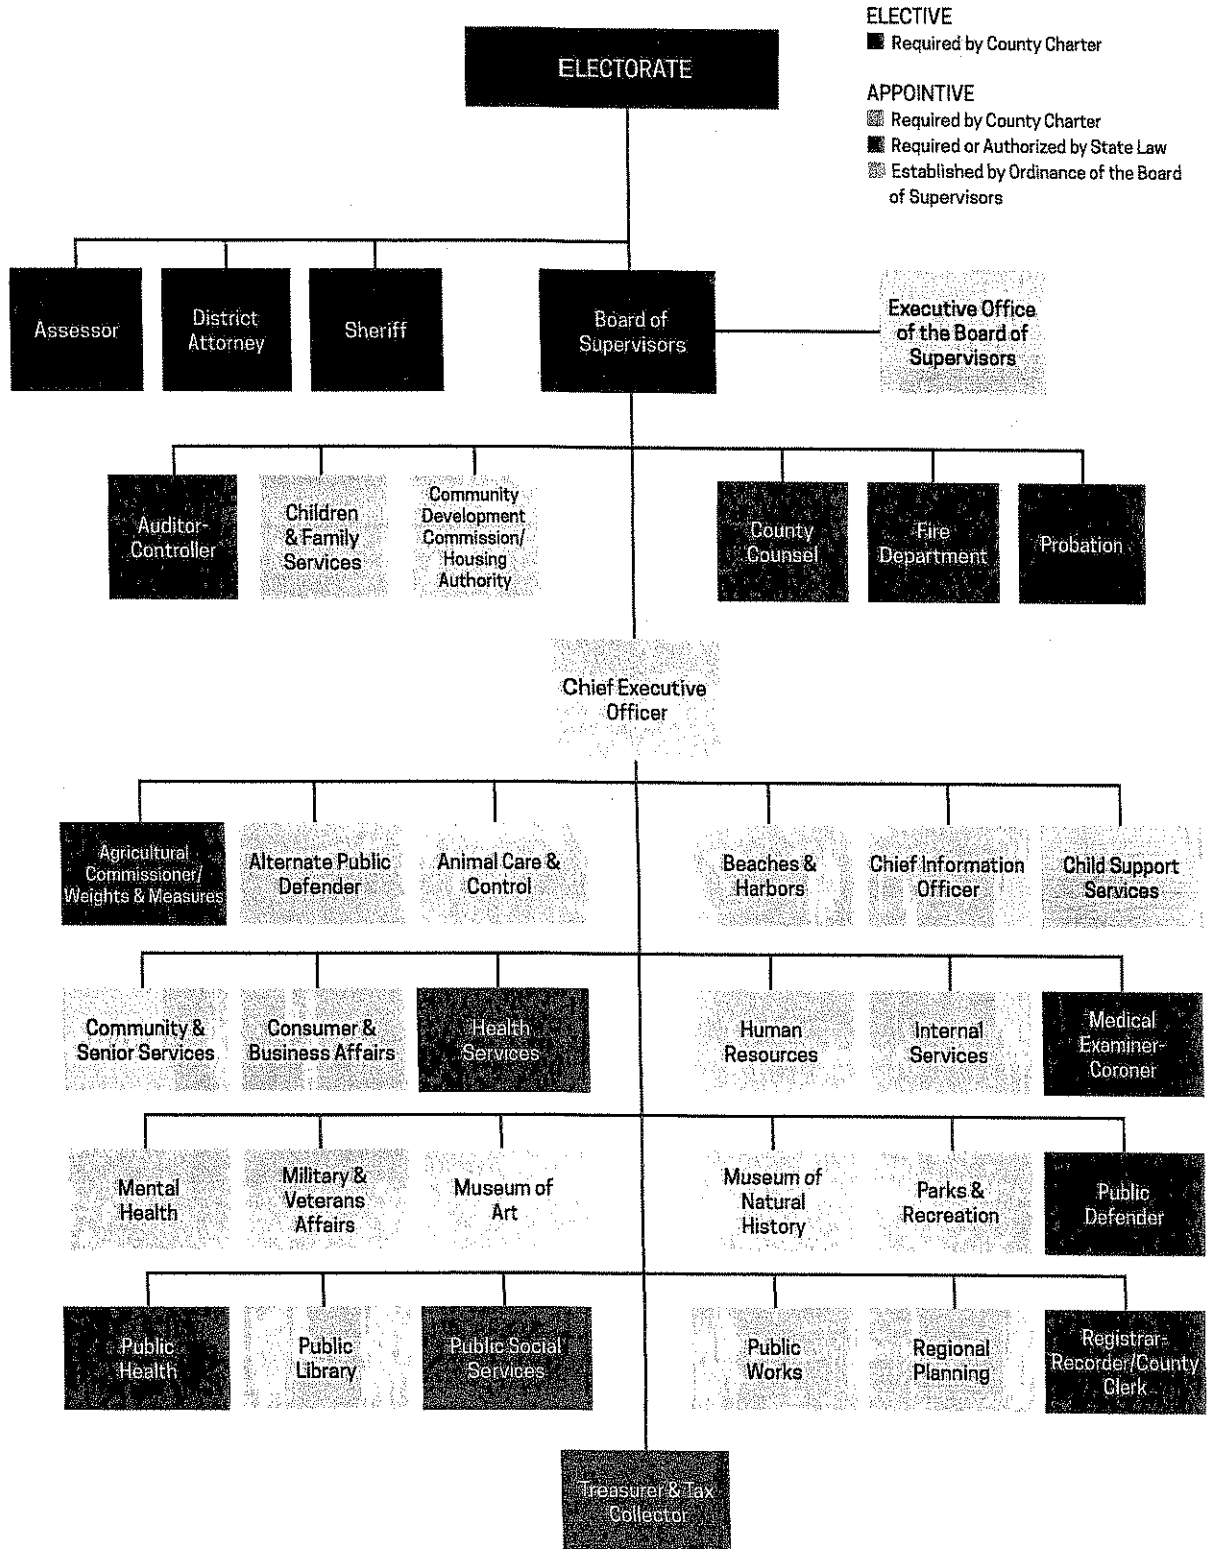 ELECTIVE
Required by County Charter
APPOINTIVE
Required by County Charter
Required or Authorized by State Law
Established by Ordinance of the Board
of Supervisors
ELECTORATE
Assessor
District
Attorney
Sheriff
Board of
Supervisors
Executive Office
of the Board of
Supervisors
Auditor-
Controller
Children
& Family
Services
Community
Development
Commission/
Housing
Authority
County
Counsel
Fire
Department
Probation
Chief Executive
Officer
Agricultural
Commissioner/
Weights & Measures
Alternate Public
Defender
Animal Care &
Control
Beaches &
Harbors
Chief Information
Officer
Child Support
Services
Community &
Senior Services
Consumer &
Business Affairs
Health
Services
Human
Resources
Internal
Services
Medical
Examiner-
Coroner
Mental
Health
Military &
Veterans
Affairs
Museum of
Art
Museum of
Natural
History
Parks &
Recreation
Public
Defender
Public
Health
Public
Library
Public Social
Services
Public
Works
Regional
Planning
Registrar-
Recorder/County
Clerk
Treasurer & Tax
Collector